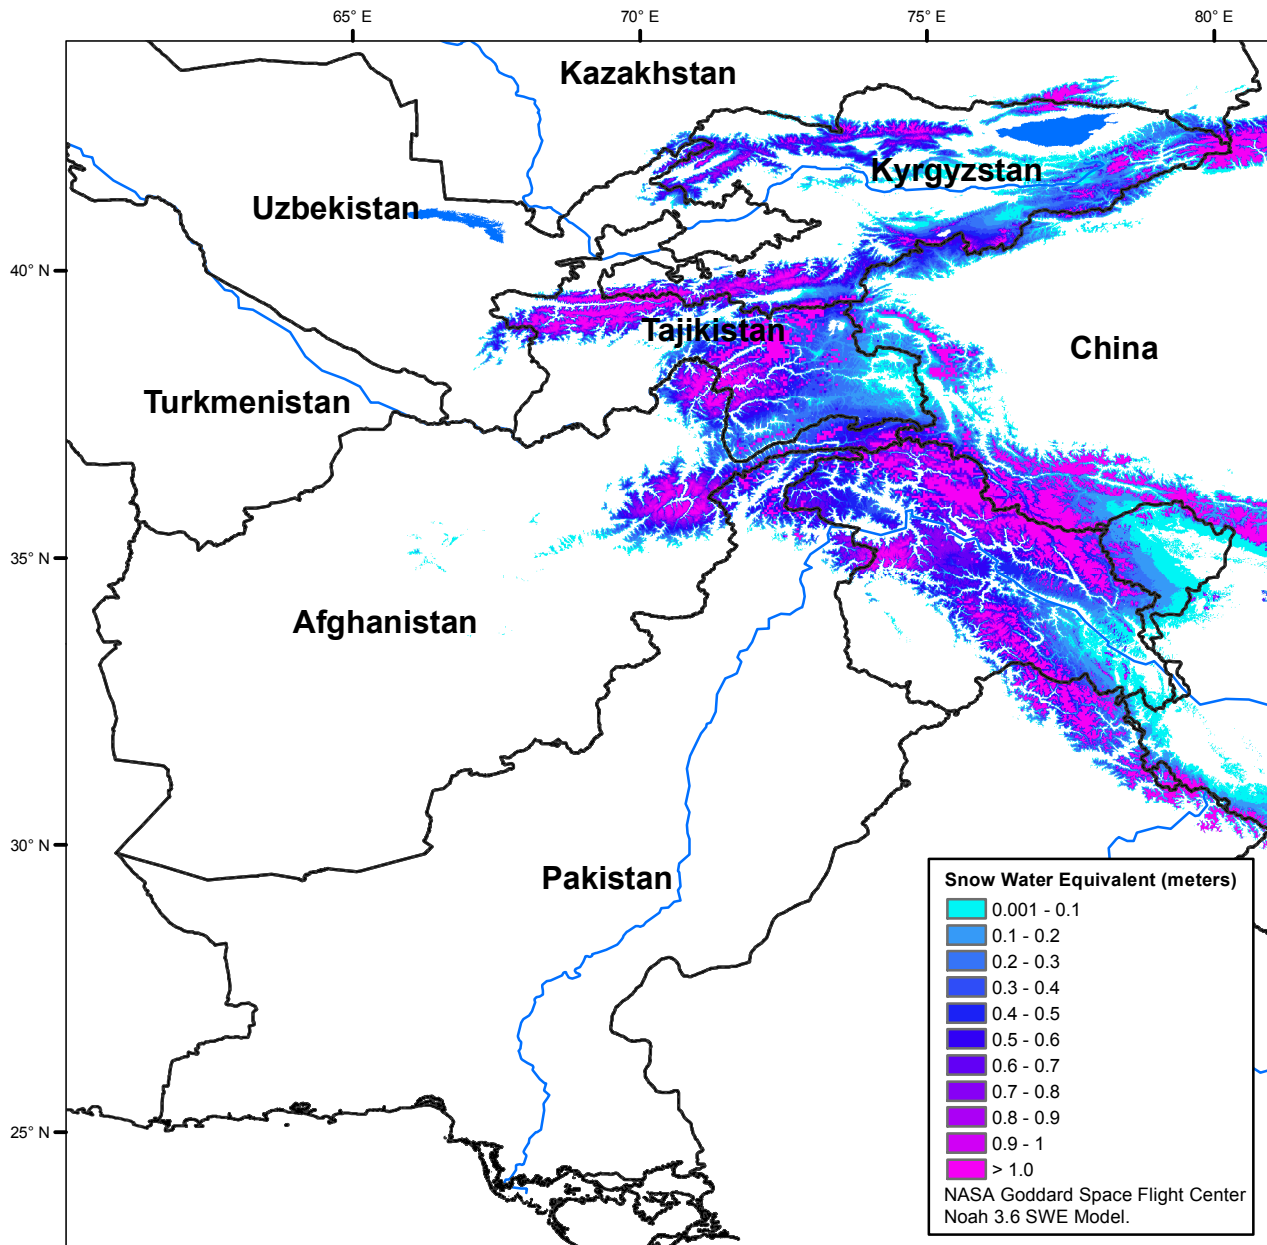 65° E
70° E
75° E
80° E
Kazakhstan
Kyrgyzstan
Uzbekistan
40° N
Tajikistan
China
Turkmenistan
35° N
Afghanistan
30° N
Pakistan
25° N
Snow Water Equivalent (meters)
0.001 - 0.1
0.1 - 0.2
0.2 - 0.3
0.3 - 0.4
0.4 - 0.5
0.5 - 0.6
0.6 - 0.7
0.7 - 0.8
0.8 - 0.9
0.9 - 1
> 1.0
NASA Goddard Space Flight Center
Noah 3.6 SWE Model.